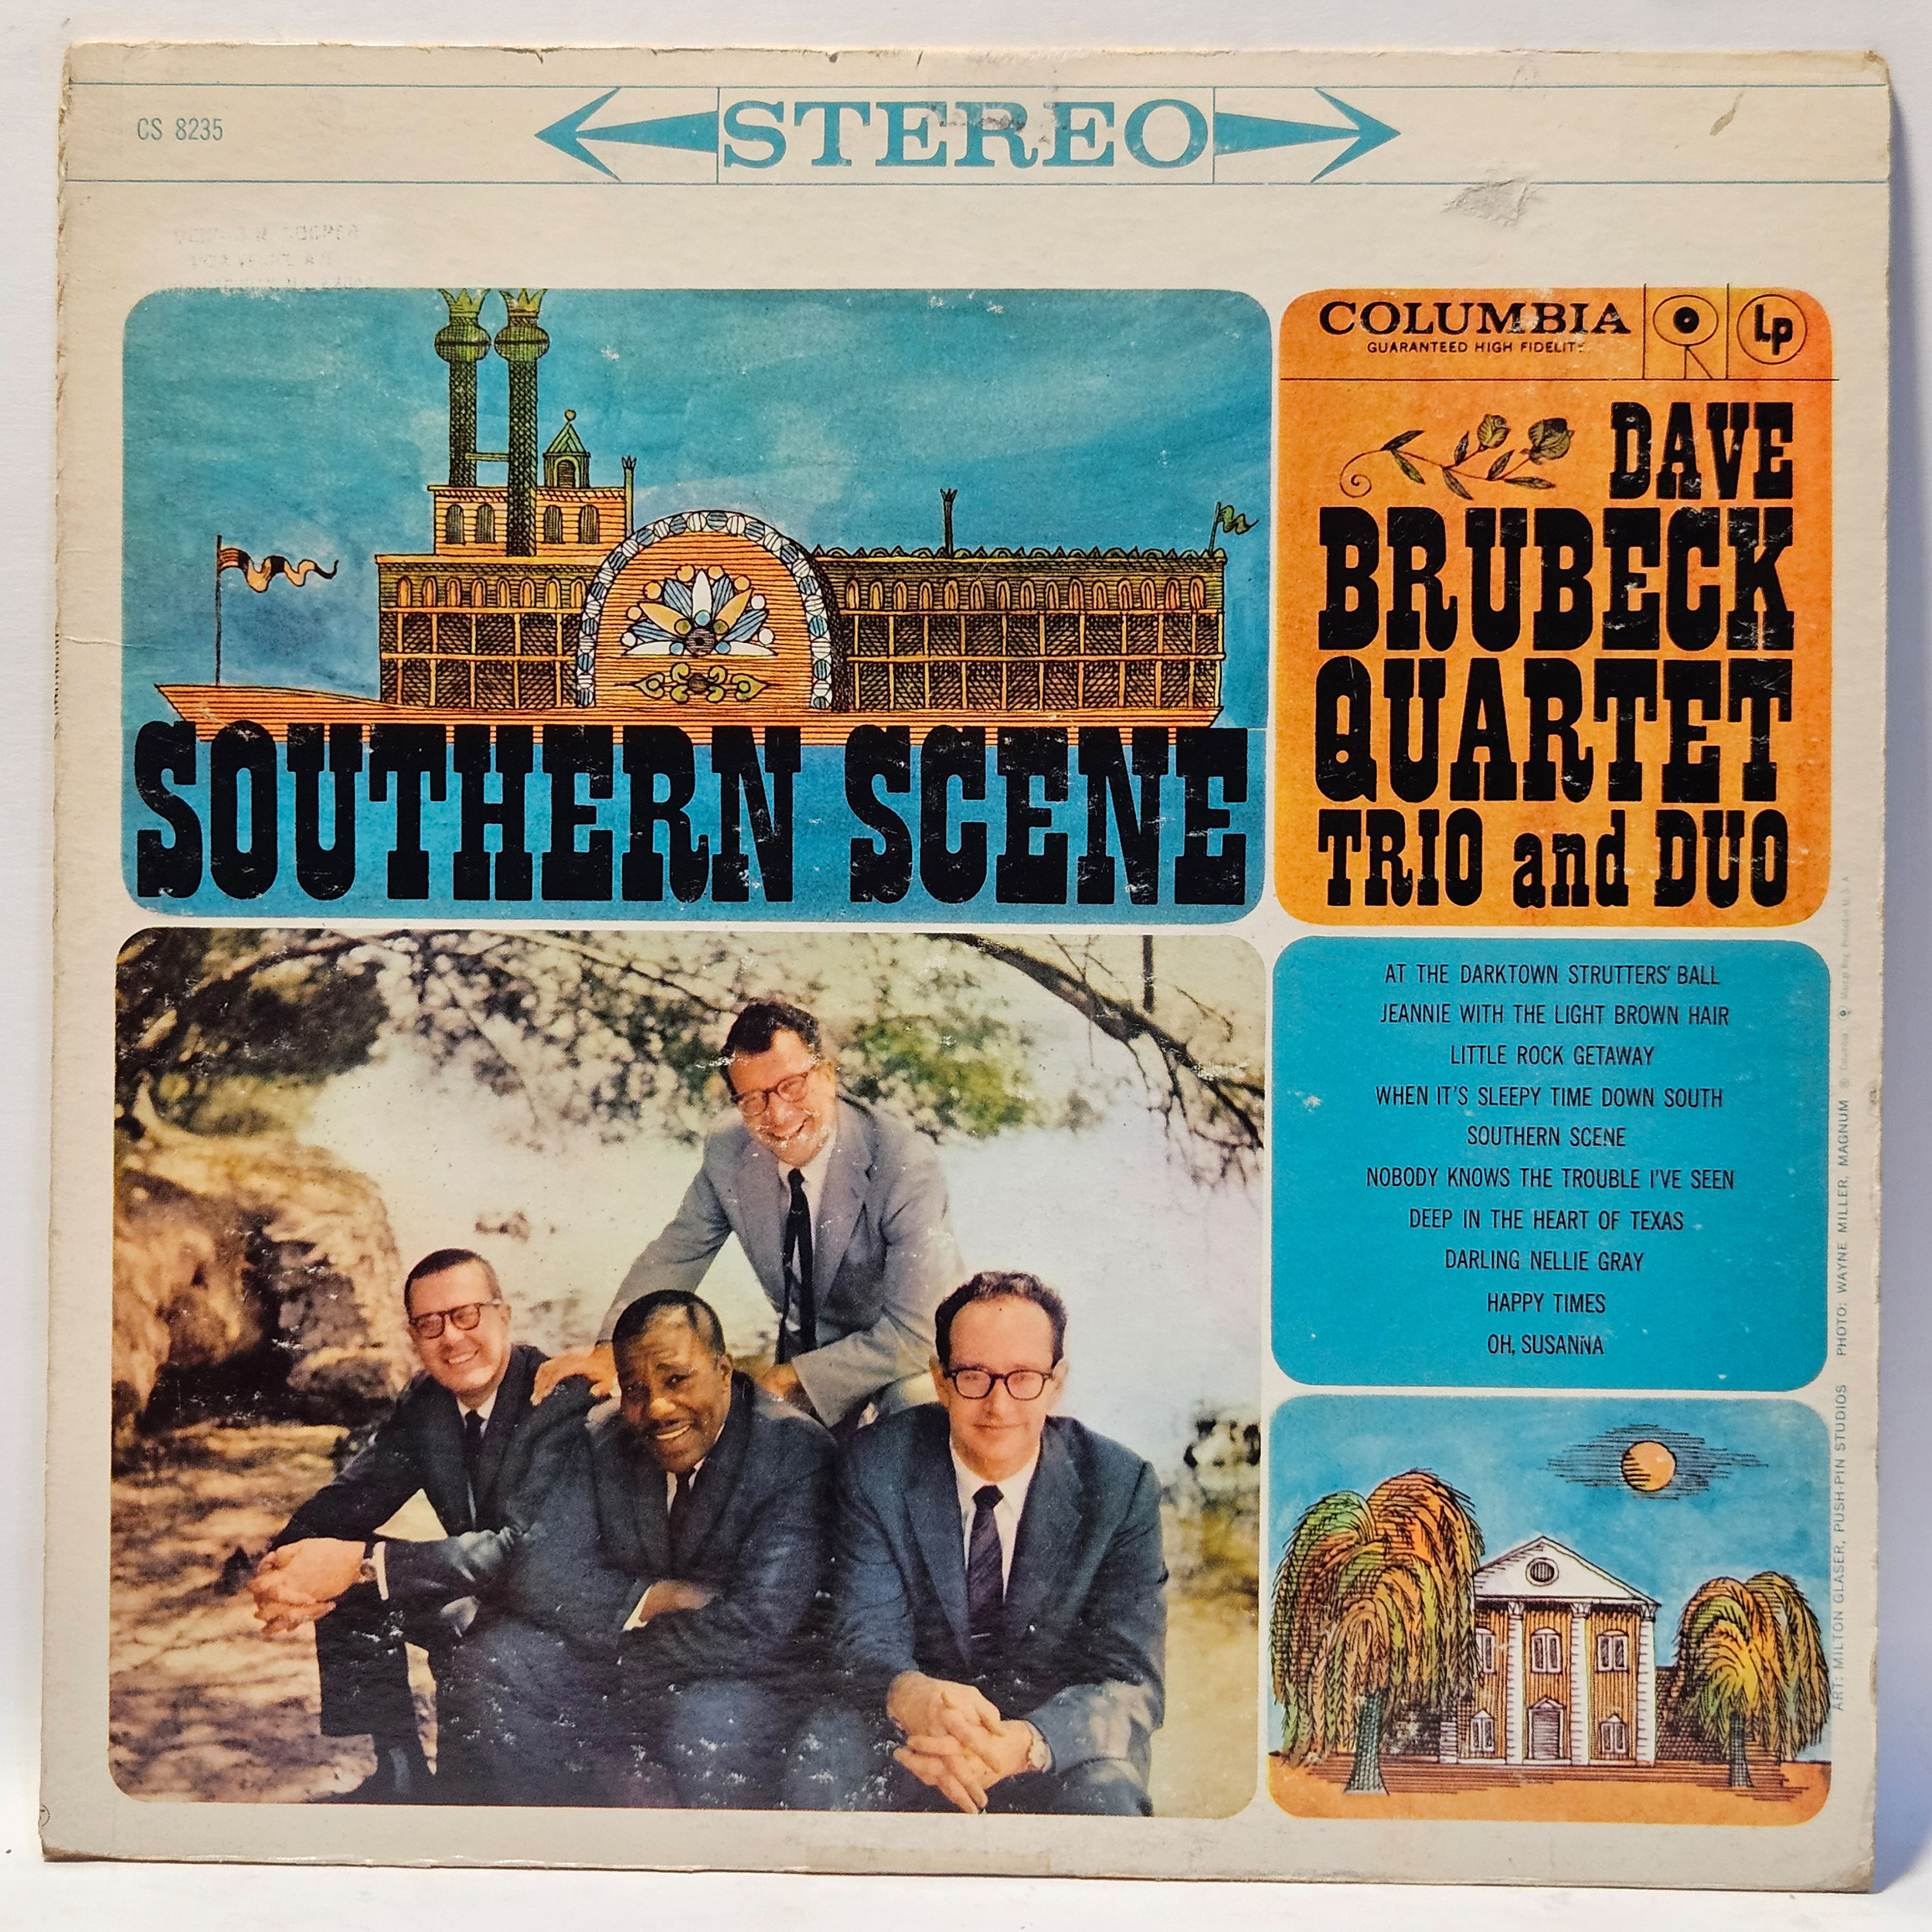 CS 8235
STEREO
SOUTHERN SCENE
COLUMBIA
GUARANTEED HIGH FIDELITY
Lp
DAVE
BRUBECK
QUARTET
TRIO and DUO
AT THE DARKTOWN STRUTTERS' BALL
JEANNIE WITH THE LIGHT BROWN HAIR
LITTLE ROCK GETAWAY
WHEN IT'S SLEEPY TIME DOWN SOUTH
SOUTHERN SCENE
NOBODY KNOWS THE TROUBLE I'VE SEEN
DEEP IN THE HEART OF TEXAS
DARLING NELLIE GRAY
HAPPY TIMES
OH, SUSANNA
ART: MILTON GLASER, PUSH-PIN STUDIOS PHOTO: WAYNE MILLER, MAGNUM